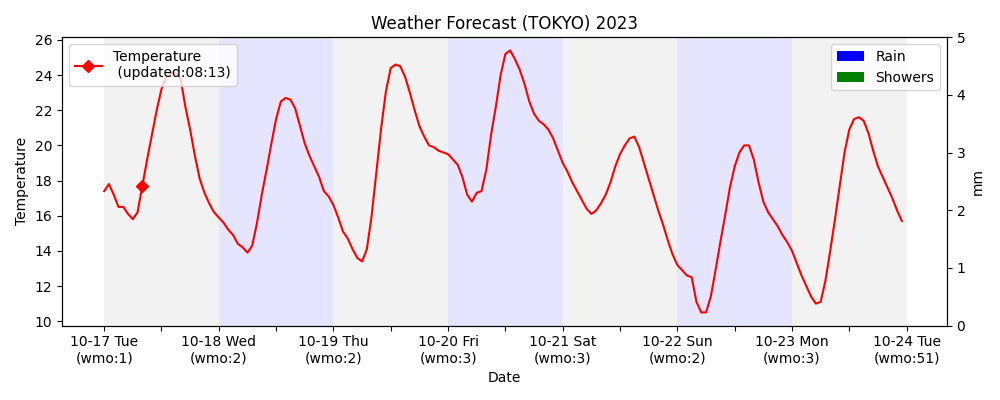 Weather Forecast (TOKYO) 2023
Temperature
(updated:08:13)
Rain
Showers
Temperature
26
24
22
20
18
16
14
12
10
5
4
3
2
1
0
mm
10-17 Tue
(wmo:1)
10-18 Wed
(wmo:2)
10-19 Thu
(wmo:2)
10-20 Fri
(wmo:3)
10-21 Sat
(wmo:3)
10-22 Sun
(wmo:2)
10-23 Mon
(wmo:3)
10-24 Tue
(wmo:51)
Date